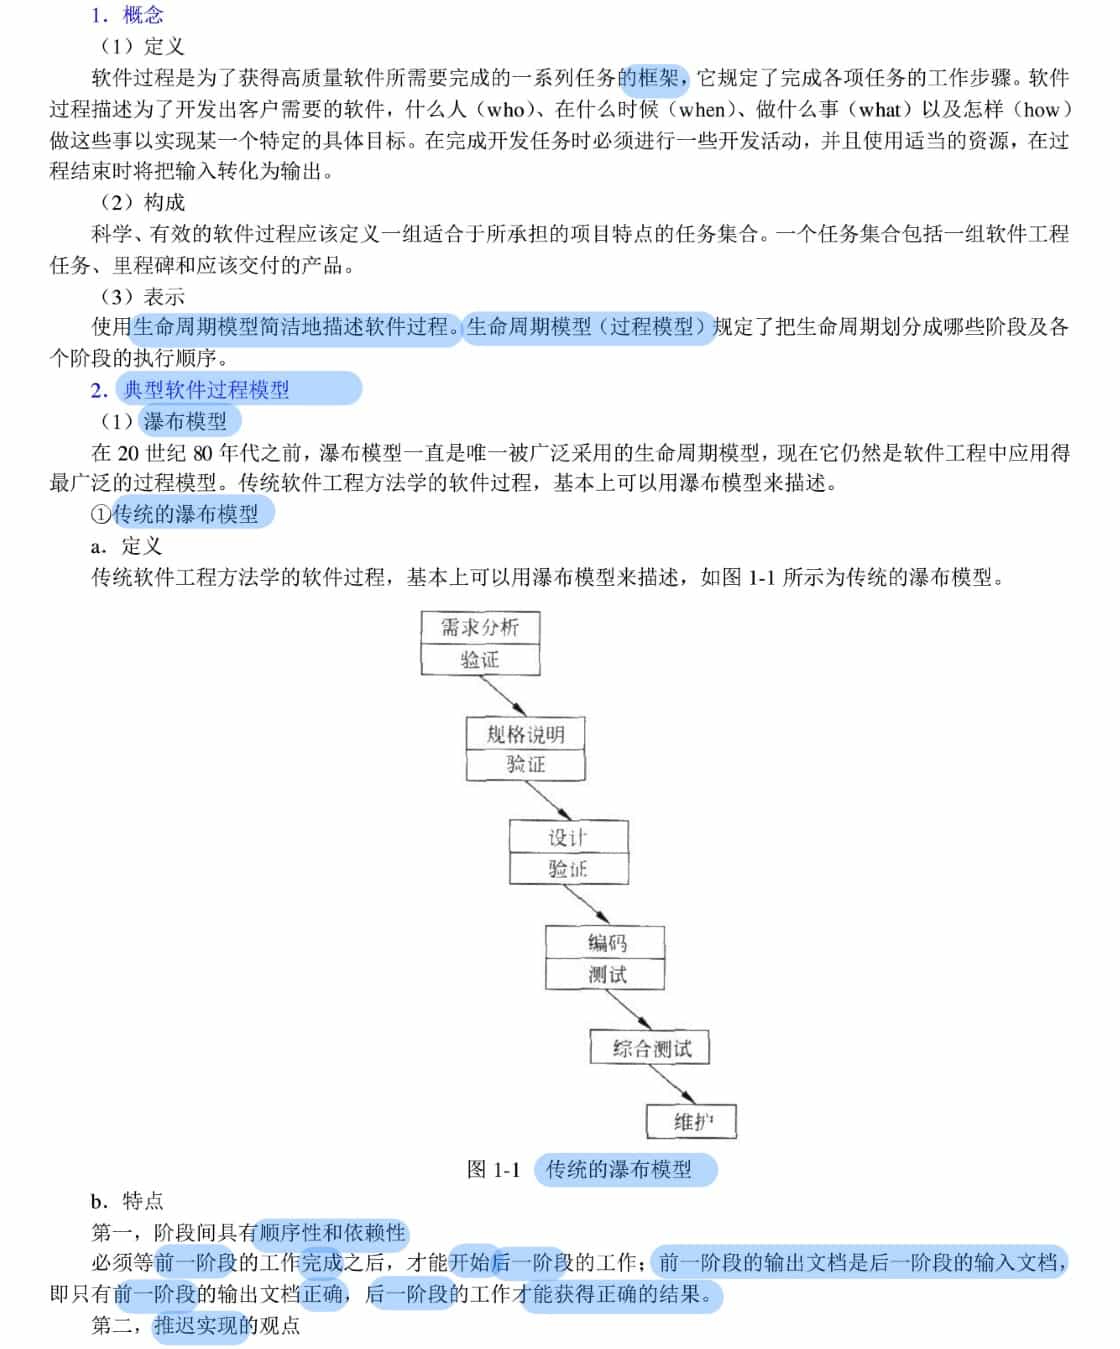 1．概念
（1）定义
软件过程是为了获得高质量软件所需要完成的一系列任务的框架，它规定了完成各项任务的工作步骤。软件
过程描述为了开发出客户需要的软件，什么人（who）、在什么时候（when）、做什么事（what）以及怎样（how）
做这些事以实现某一个特定的具体目标。在完成开发任务时必须进行一些开发活动，并且使用适当的资源，在过
程结束时将把输入转化为输出。
（2）构成
科学、有效的软件过程应该定义一组适合于所承担的项目特点的任务集合。一个任务集合包括一组软件工程
任务、里程碑和应该交付的产品。
（3）表示
使用生命周期模型简洁地描述软件过程。生命周期模型（过程模型）规定了把生命周期划分成哪些阶段及各
个阶段的执行顺序。
2．典型软件过程模型
（1）瀑布模型
在 20 世纪 80 年代之前，瀑布模型一直是唯一被广泛采用的生命周期模型，现在它仍然是软件工程中应用得
最广泛的过程模型。传统软件工程方法学的软件过程，基本上可以用瀑布模型来描述。
①传统的瀑布模型
a．定义
传统软件工程方法学的软件过程，基本上可以用瀑布模型来描述，如图 1-1 所示为传统的瀑布模型。
需求分析
验证
规格说明
验证
设计
验证
编码
测试
综合测试
维护
图 1-1 传统的瀑布模型
b．特点
第一，阶段间具有顺序性和依赖性
必须等前一阶段的工作完成之后，才能开始后一阶段的工作；前一阶段的输出文档是后一阶段的输入文档，
即只有前一阶段的输出文档正确，后一阶段的工作才能获得正确的结果。
第二，推迟实现的观点